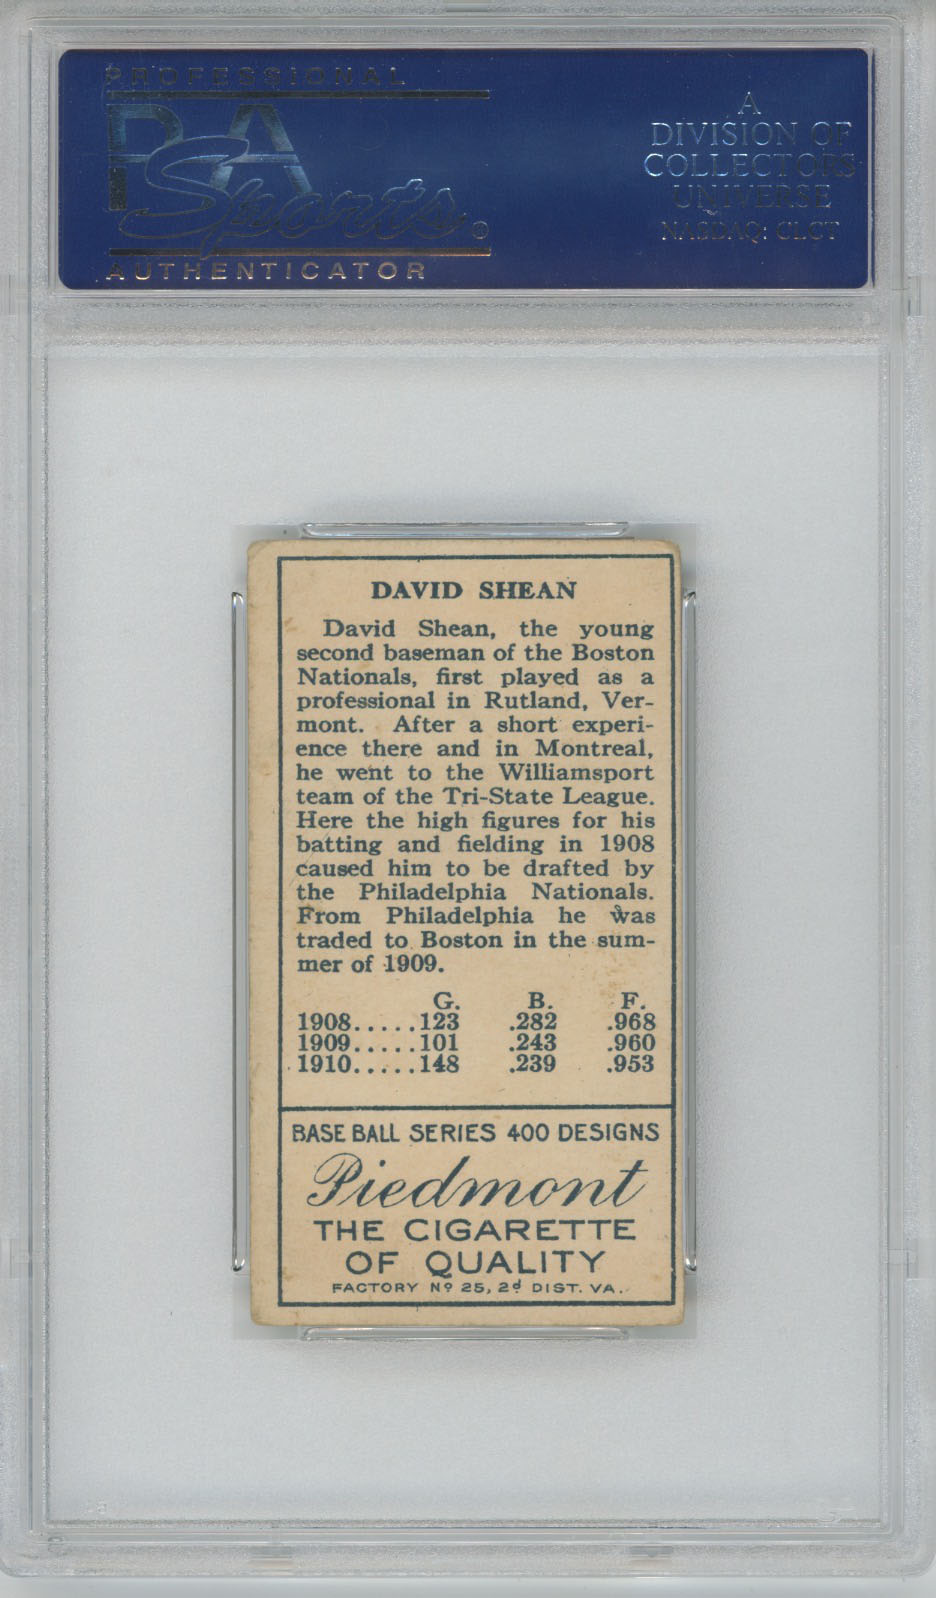 PROFESSIONAL
PSA
Sports®
AUTHENTICATOR
A
DIVISION OF
COLLECTORS
UNIVERSE
NASDAQ: CLCT
DAVID SHEAN
David Shean, the young
second baseman of the Boston
Nationals, first played as a
professional in Rutland, Ver-
mont. After a short experi-
ence there and in Montreal,
he went to the Williamsport
team of the Tri-State League.
Here the high figures for his
batting and fielding in 1908
caused him to be drafted by
the Philadelphia Nationals.
From Philadelphia he was
traded to Boston in the sum-
mer of 1909.
G. B. F.
1908.....123 .282 .968
1909.....101 .243 .960
1910.....148 .239 .953
BASE BALL SERIES 400 DESIGNS
Piedmont
THE CIGARETTE
OF QUALITY
FACTORY Nº 25, 2d DIST. VA.